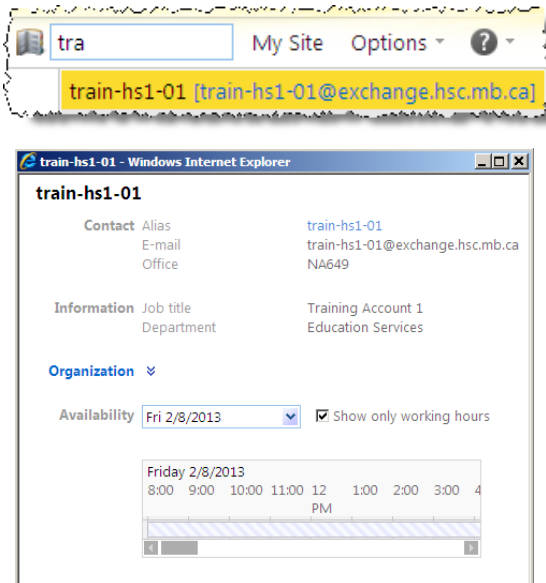 tra My Site Options ?
train-hs1-01 [train-hs1-01@exchange.hsc.mb.ca]
train-hs1-01 - Windows Internet Explorer
train-hs1-01
Contact Alias train-hs1-01
E-mail train-hs1-01@exchange.hsc.mb.ca
Office NA649
Information Job title Training Account 1
Department Education Services
Organization
Availability Fri 2/8/2013 Show only working hours
Friday 2/8/2013
8:00 9:00 10:00 11:00 12 1:00 2:00 3:00 4
PM